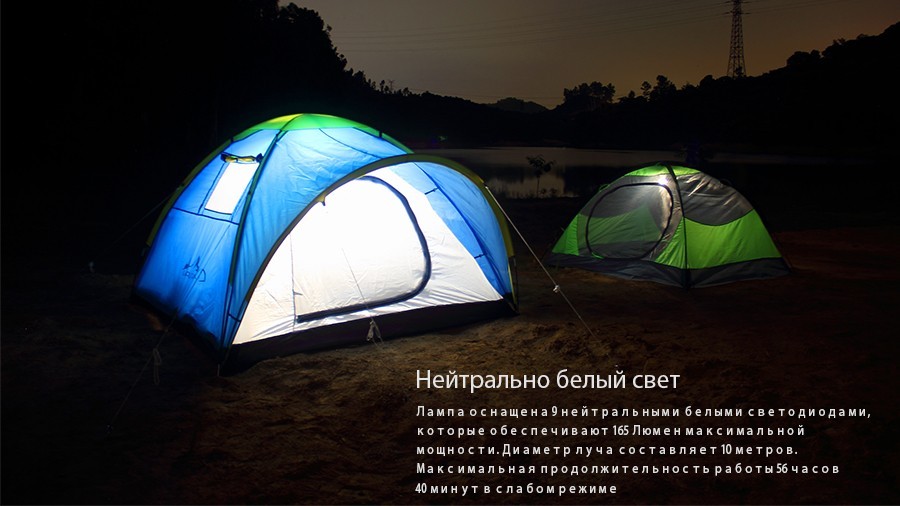 Нейтрально белый свет
Лампа оснащена 9 нейтральными белыми светодиодами,
которые обеспечивают 165 Люмен максимальной
мощности. Диаметр луча составляет 10 метров.
Максимальная продолжительность работы 56 часов
40 минут в слабом режиме